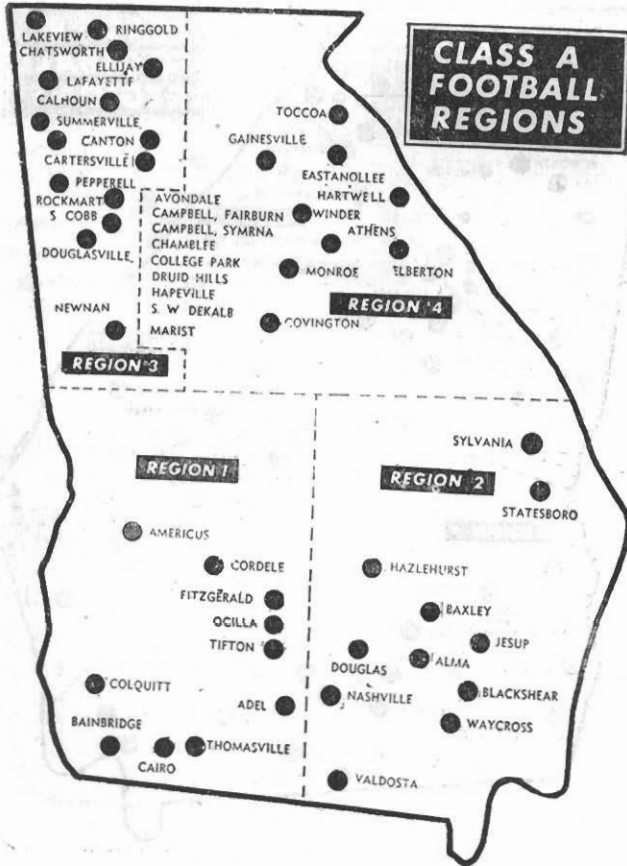 CLASS A
FOOTBALL
REGIONS
RINGGOLD
LAKEVIEW
CHATSWORTH
ELLIJAY
LAFAYETTE
CALHOUN
SUMMERVILLE
CANTON
CARTERSVILLE
PEPPERELL
ROCKMART
S COBB
DOUGLASVILLE
NEWNAN
REGION 3
AVONDALE
CAMPBELL, FAIRBURN
CAMPBELL, SYMRNA
CHAMBLEE
COLLEGE PARK
DRUID HILLS
HAPEVILLE
S. W DEKALB
MARIST
TOCCOA
GAINESVILLE
EASTANOLLEE
HARTWELL
WINDER
ATHENS
MONROE
ELBERTON
REGION 4
COVINGTON
REGION 1
AMERICUS
CORDELE
FITZGERALD
OCILLA
TIFTON
COLQUITT
ADEL
BAINBRIDGE
THOMASVILLE
CAIRO
SYLVANIA
REGION 2
STATESBORO
HAZLEHURST
BAXLEY
JESUP
DOUGLAS
ALMA
NASHVILLE
BLACKSHEAR
WAYCROSS
VALDOSTA